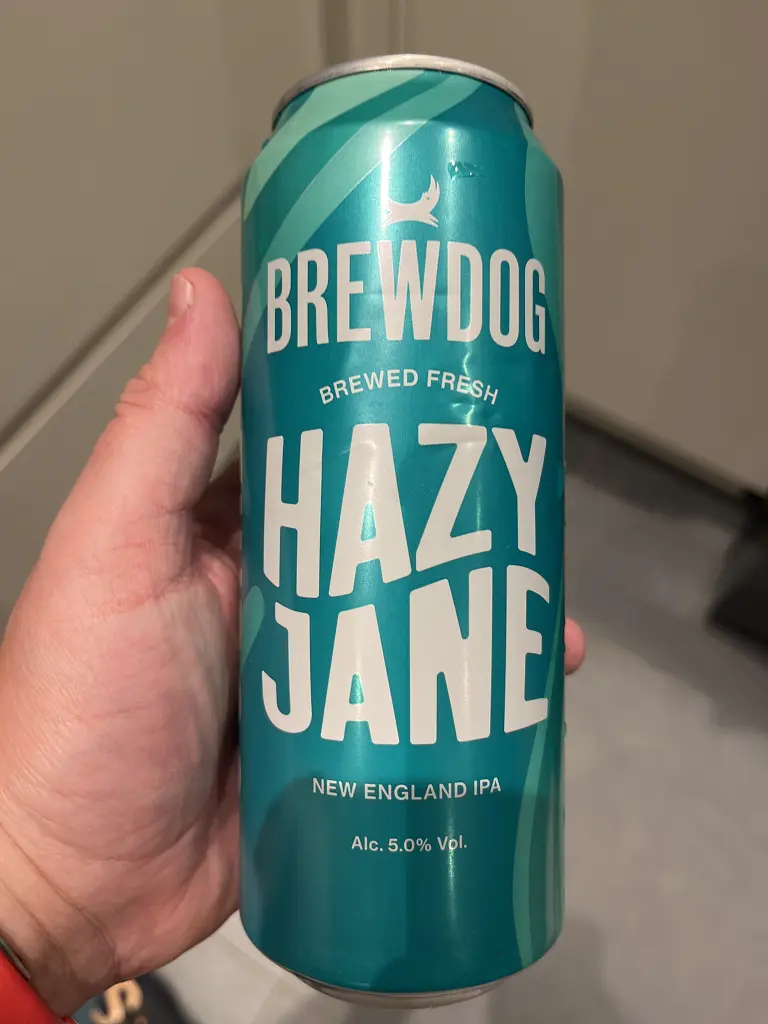 BREWDOG
BREWED FRESH
HAZY
JANE
NEW ENGLAND IPA
Alc. 5.0% Vol.
S